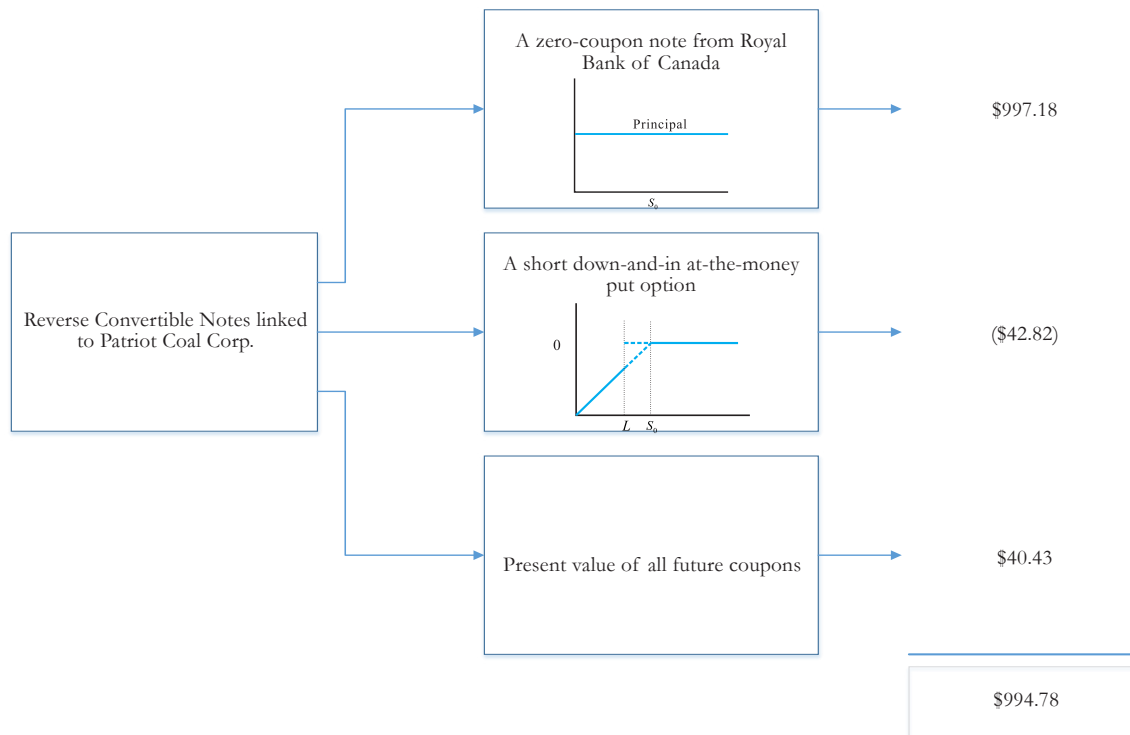 A zero-coupon note from Royal
Bank of Canada
Principal
S₀
$997.18
Reverse Convertible Notes linked
to Patriot Coal Corp.
A short down-and-in at-the-money
put option
0
L S₀
($42.82)
Present value of all future coupons
$40.43
$994.78